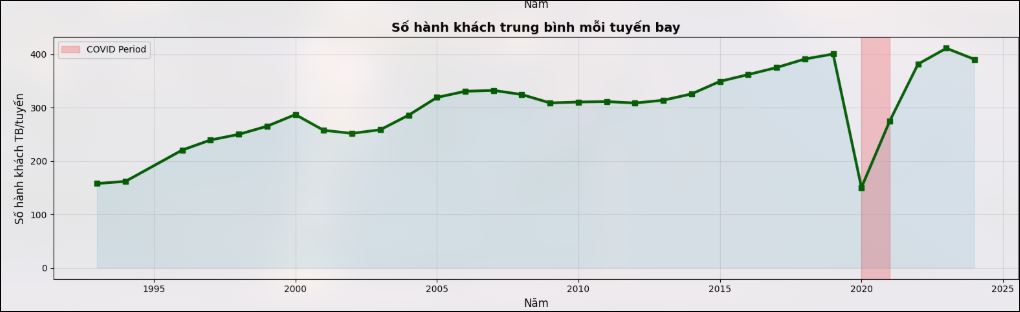 Năm
Số hành khách trung bình mỗi tuyến bay
COVID Period
Số hành khách TB/tuyến
400
300
200
100
0
1995
2000
2005
2010
2015
2020
2025
Năm